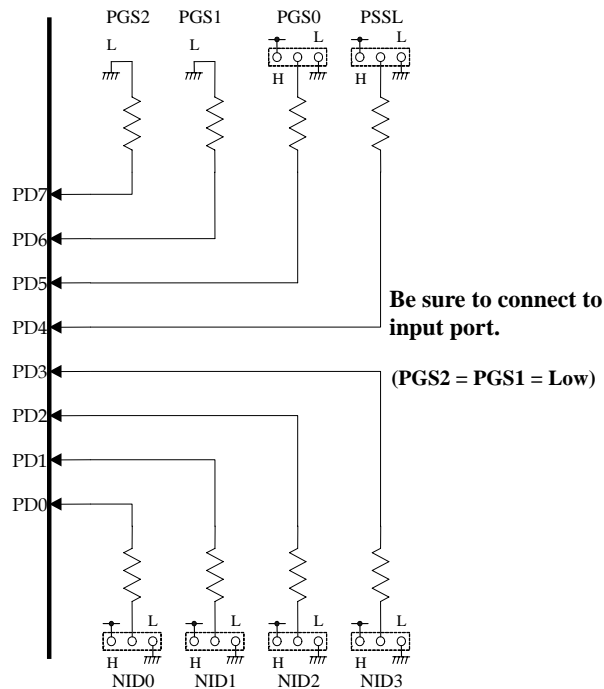 PGS2 PGS1 PGS0 PSSL
L L L L
H H
PD7
PD6
PD5
Be sure to connect to
input port.
PD4
PD3
(PGS2 = PGS1 = Low)
PD2
PD1
PD0
L L L L
H H H H
NID0 NID1 NID2 NID3